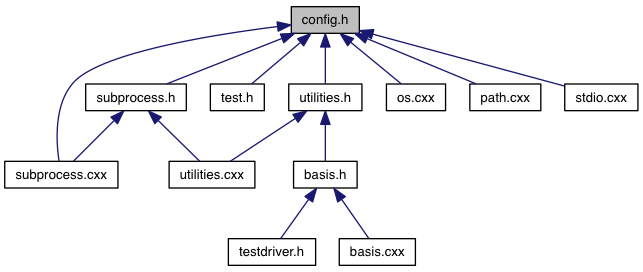 config.h
subprocess.h
test.h
utilities.h
os.cxx
path.cxx
stdio.cxx
subprocess.cxx
utilities.cxx
basis.h
testdriver.h
basis.cxx